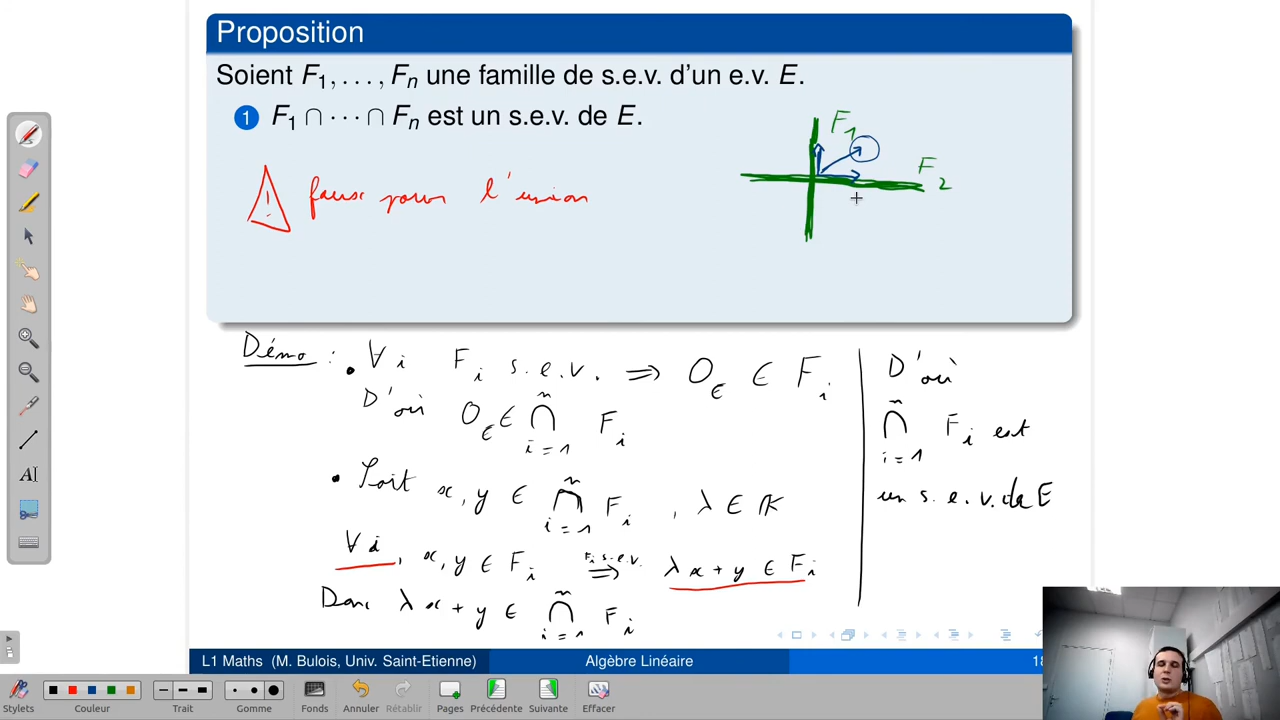 Proposition
Soient F₁, . . . , Fₙ une famille de s.e.v. d'un e.v. E.
1 F₁ ∩ ··· ∩ Fₙ est un s.e.v. de E.
F₁
F₂
! faux pour l'union
Démo : • ∀i Fᵢ s.e.v. ⟹ 0_E ∈ Fᵢ
D'où 0_E ∈ ⋂ᵢ₌₁ⁿ Fᵢ
• Soit x, y ∈ ⋂ᵢ₌₁ⁿ Fᵢ , λ ∈ K
∀i, x, y ∈ Fᵢ ⟹ (Fᵢ s.e.v.) λx + y ∈ Fᵢ
Donc λx + y ∈ ⋂ᵢ₌₁ⁿ Fᵢ
D'où
⋂ᵢ₌₁ⁿ Fᵢ est
un s.e.v. de E
L1 Maths (M. Bulois, Univ. Saint-Etienne) Algèbre Linéaire 18
Stylets Couleur Trait Gomme Fonds Annuler Rétablir Pages Précédente Suivante Effacer